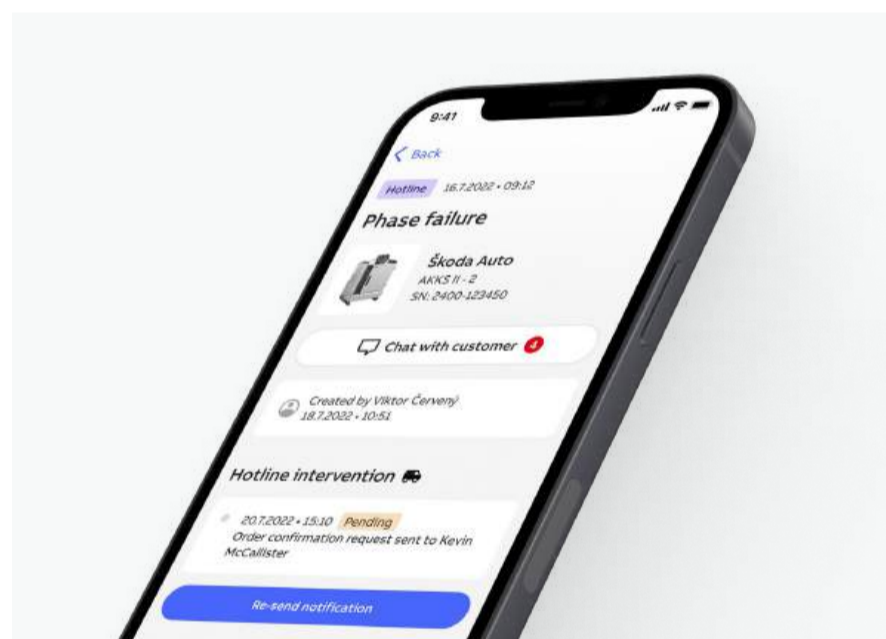 9:41
Back
Hotline 16.7.2022 • 09:12
Phase failure
Škoda Auto
AKKS II - 2
SN: 2400-123450
Chat with customer 4
Created by Viktor Červený
18.7.2022 • 10:51
Hotline intervention
20.7.2022 • 15:10 Pending
Order confirmation request sent to Kevin
McCallister
Re-send notification